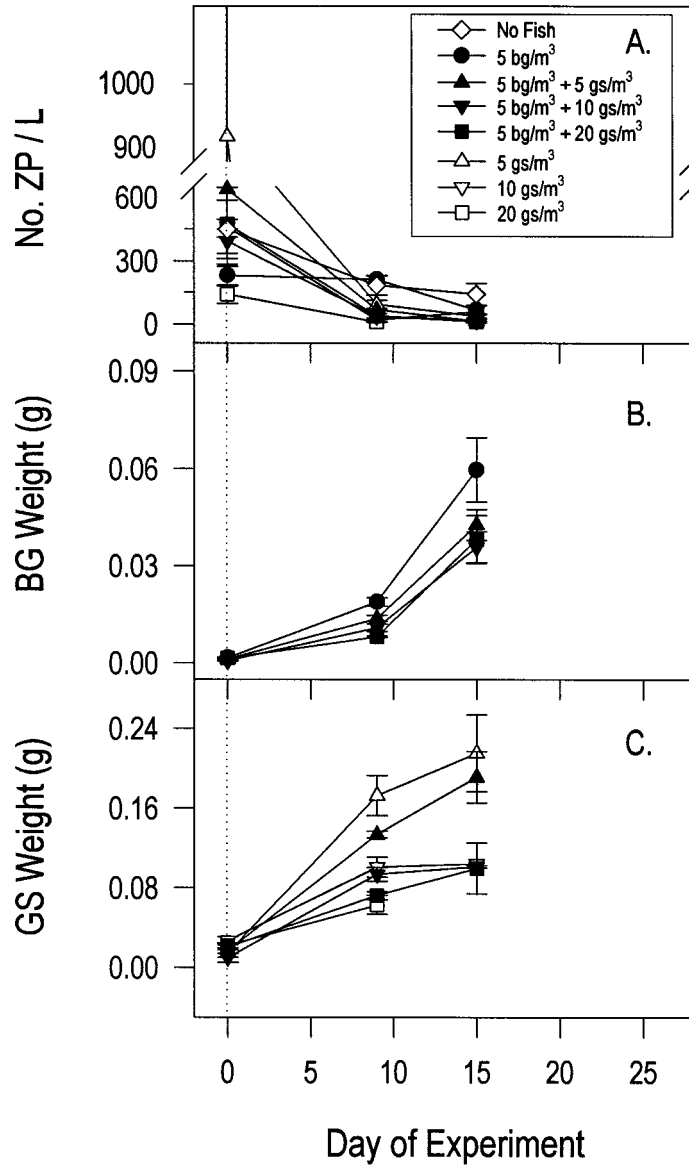 No. ZP / L
1000
900
600
300
0
A.
No Fish
5 bg/m³
5 bg/m³ + 5 gs/m³
5 bg/m³ + 10 gs/m³
5 bg/m³ + 20 gs/m³
5 gs/m³
10 gs/m³
20 gs/m³
BG Weight (g)
0.09
0.06
0.03
0.00
B.
GS Weight (g)
0.24
0.16
0.08
0.00
C.
0 5 10 15 20 25
Day of Experiment